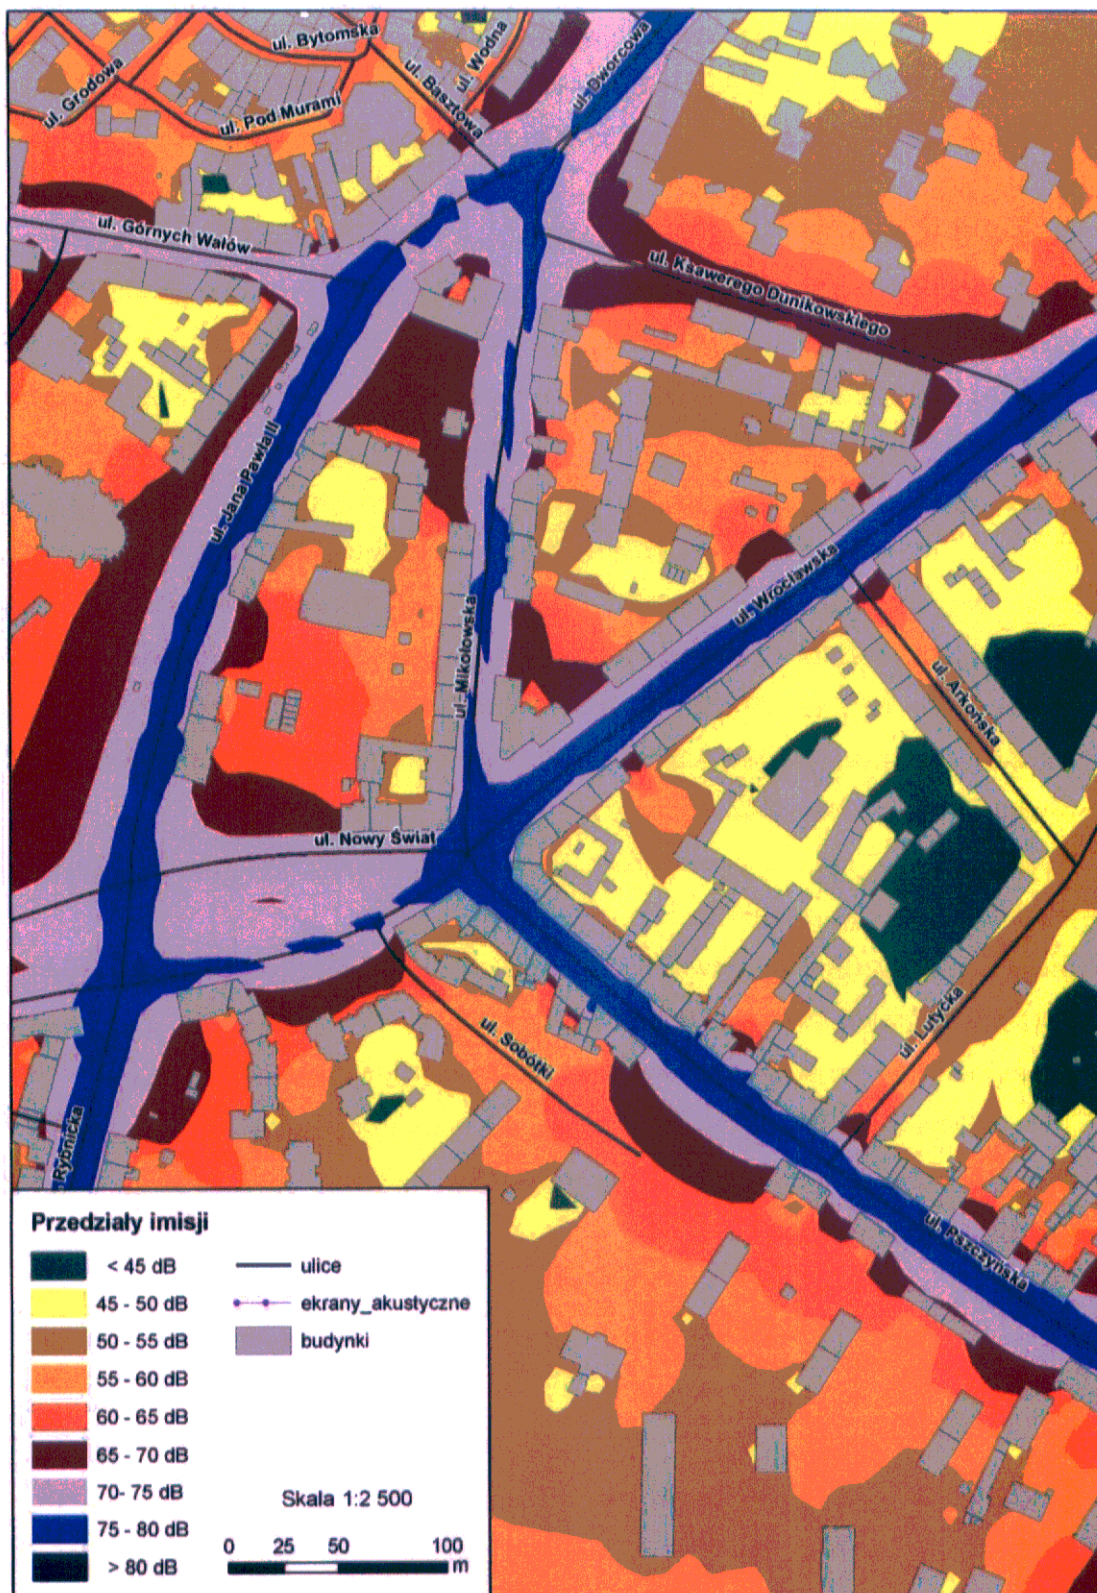 ul. Bytomska
ul. Wodna
ul. Basztowa
ul. Dworcowa
ul. Grodowa
ul. Pod Murami
ul. Górnych Wałów
ul. Ksawerego Dunikowskiego
ul. Jana Pawła II
ul. Wrocławska
ul. Mikołowska
ul. Arkońska
ul. Nowy Świat
ul. Sobótki
ul. Lutycka
Rybnicka
ul. Pszczyńska
Przedziały imisji
< 45 dB
45 - 50 dB
50 - 55 dB
55 - 60 dB
60 - 65 dB
65 - 70 dB
70- 75 dB
75 - 80 dB
> 80 dB
ulice
ekrany_akustyczne
budynki
Skala 1:2 500
0 25 50 100
m